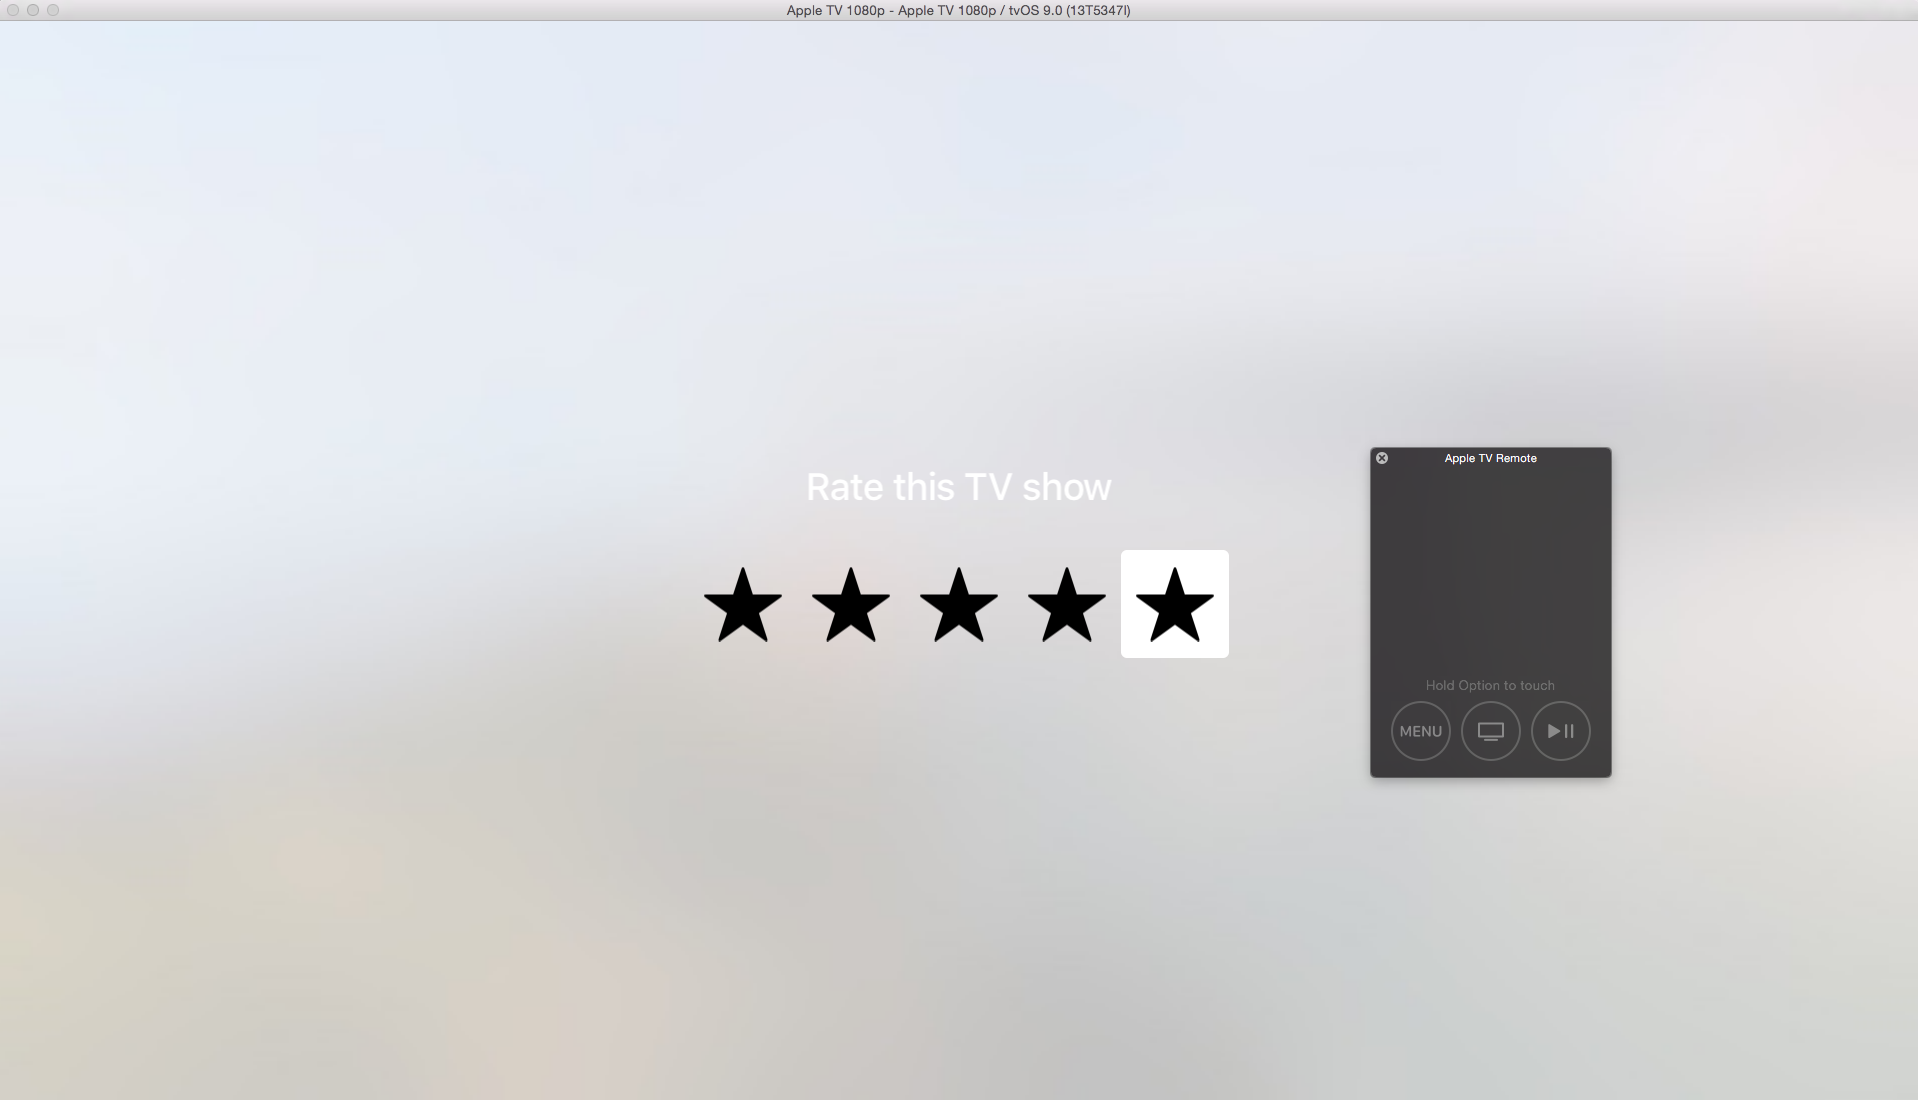 Apple TV 1080p - Apple TV 1080p / tvOS 9.0 (13T5347l)
Rate this TV show
Apple TV Remote
Hold Option to touch
MENU